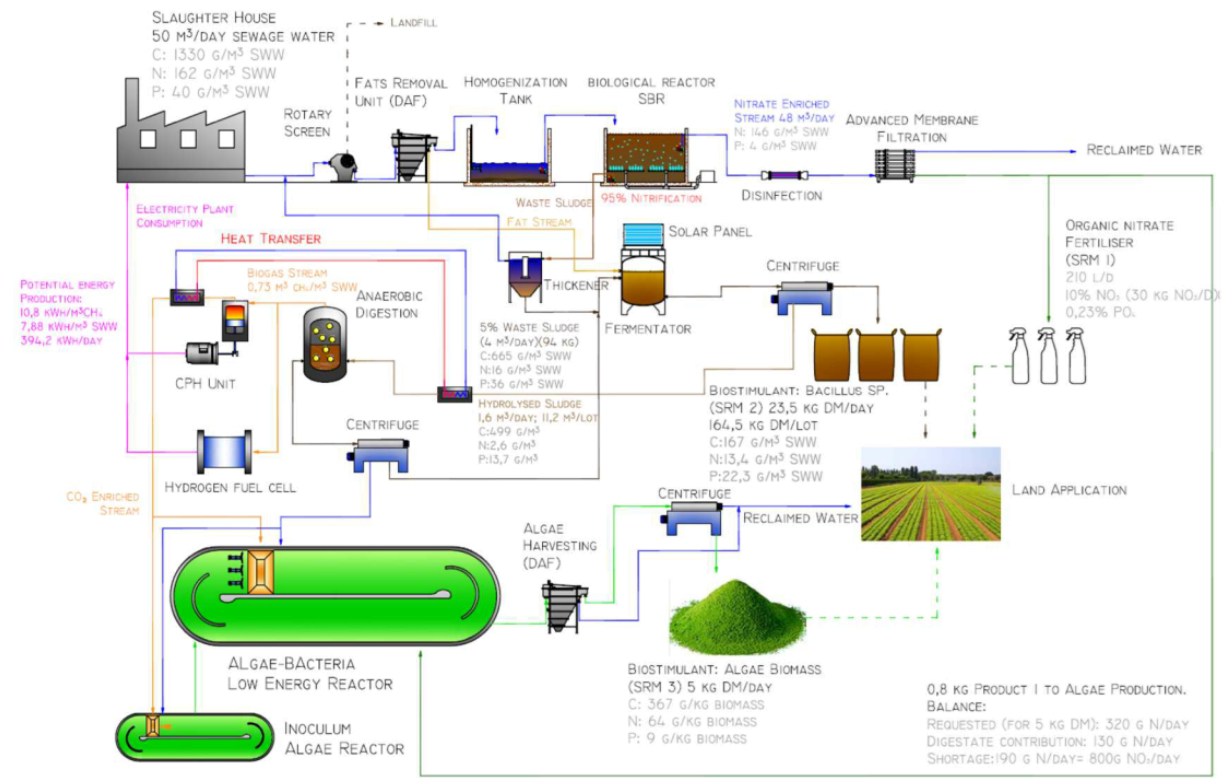 SLAUGHTER HOUSE
50 M³/DAY SEWAGE WATER
C: 1330 G/M³ SWW
N: 162 G/M³ SWW
P: 40 G/M³ SWW
LANDFILL
ROTARY
SCREEN
FATS REMOVAL
UNIT (DAF)
HOMOGENIZATION
TANK
BIOLOGICAL REACTOR
SBR
NITRATE ENRICHED
STREAM 48 M³/DAY
N: 146 G/M³ SWW
P: 4 G/M³ SWW
ADVANCED MEMBRANE
FILTRATION
RECLAIMED WATER
DISINFECTION
WASTE SLUDGE
95% NITRIFICATION
FAT STREAM
ELECTRICITY PLANT
CONSUMPTION
HEAT TRANSFER
SOLAR PANEL
ORGANIC NITRATE
FERTILISER
(SRM 1)
210 L/D
10% NO₃ (30 KG NO₃/D)
0,23% PO₄
CENTRIFUGE
BIOGAS STREAM
0,73 M³ CH₄/M³ SWW
ANAEROBIC
DIGESTION
THICKENER
FERMENTATOR
POTENTIAL ENERGY
PRODUCTION:
10,8 KWH/M³CH₄
7,88 KWH/M³ SWW
394,2 KWH/DAY
5% WASTE SLUDGE
(4 M³/DAY)(94 KG)
C:665 G/M³ SWW
N:16 G/M³ SWW
P:36 G/M³ SWW
CPH UNIT
HYDROLYSED SLUDGE
1,6 M³/DAY; 11,2 M³/LOT
C:499 G/M³
N:2,6 G/M³
P:13,7 G/M³
BIOSTIMULANT: BACILLUS SP.
(SRM 2) 23,5 KG DM/DAY
164,5 KG DM/LOT
C:167 G/M³ SWW
N:13,4 G/M³ SWW
P:22,3 G/M³ SWW
CENTRIFUGE
HYDROGEN FUEL CELL
CO₂ ENRICHED
STREAM
LAND APPLICATION
CENTRIFUGE
RECLAIMED WATER
ALGAE
HARVESTING
(DAF)
ALGAE-BACTERIA
LOW ENERGY REACTOR
BIOSTIMULANT: ALGAE BIOMASS
(SRM 3) 5 KG DM/DAY
C: 367 G/KG BIOMASS
N: 64 G/KG BIOMASS
P: 9 G/KG BIOMASS
INOCULUM
ALGAE REACTOR
0,8 KG PRODUCT 1 TO ALGAE PRODUCTION.
BALANCE:
REQUESTED (FOR 5 KG DM): 320 G N/DAY
DIGESTATE CONTRIBUTION: 130 G N/DAY
SHORTAGE:190 G N/DAY= 800G NO₃/DAY